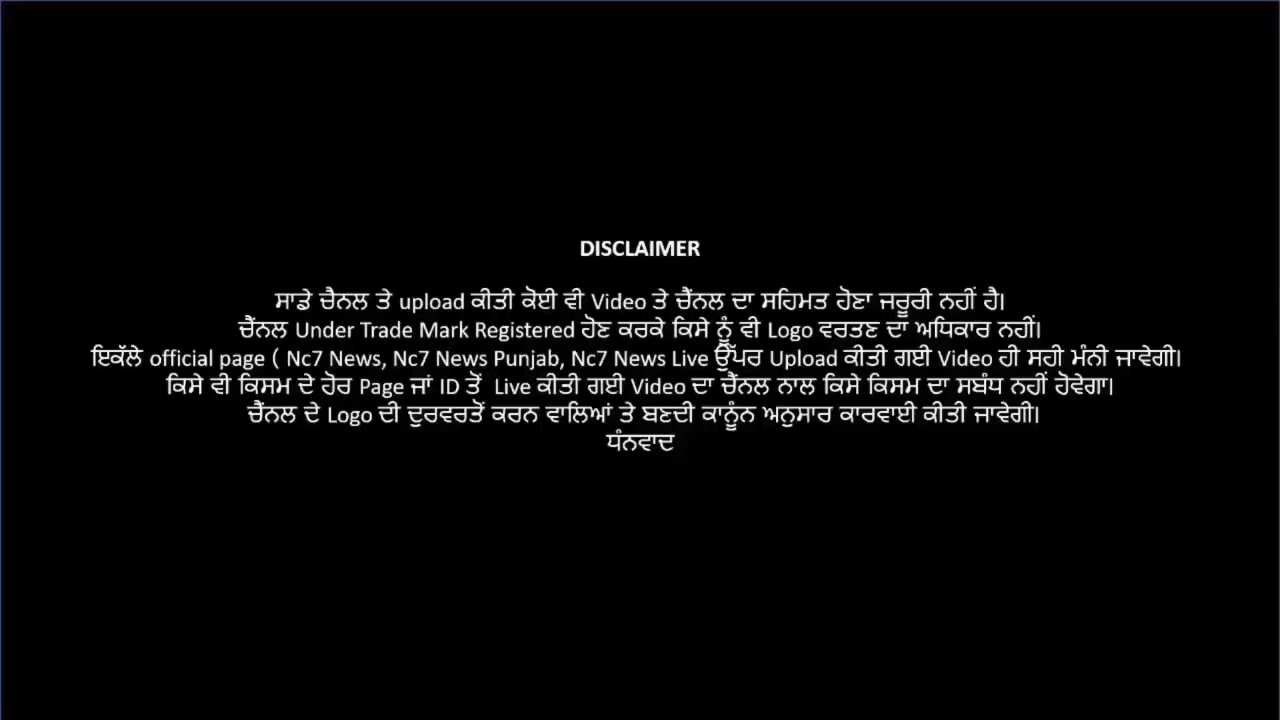 DISCLAIMER
ਸਾਡੇ ਚੈਨਲ ਤੇ upload ਕੀਤੀ ਕੋਈ ਵੀ Video ਤੇ ਚੈਂਨਲ ਦਾ ਸਹਿਮਤ ਹੋਣਾ ਜਰੂਰੀ ਨਹੀਂ ਹੈ।
ਚੈਂਨਲ Under Trade Mark Registered ਹੋਣ ਕਰਕੇ ਕਿਸੇ ਨੂੰ ਵੀ Logo ਵਰਤਣ ਦਾ ਅਧਿਕਾਰ ਨਹੀਂ।
ਇਕੱਲੇ official page ( Nc7 News, Nc7 News Punjab, Nc7 News Live ਉੱਪਰ Upload ਕੀਤੀ ਗਈ Video ਹੀ ਸਹੀ ਮੰਨੀ ਜਾਵੇਗੀ।
ਕਿਸੇ ਵੀ ਕਿਸਮ ਦੇ ਹੋਰ Page ਜਾਂ ID ਤੋਂ Live ਕੀਤੀ ਗਈ Video ਦਾ ਚੈਂਨਲ ਨਾਲ ਕਿਸੇ ਕਿਸਮ ਦਾ ਸਬੰਧ ਨਹੀਂ ਹੋਵੇਗਾ।
ਚੈਂਨਲ ਦੇ Logo ਦੀ ਦੁਰਵਰਤੋਂ ਕਰਨ ਵਾਲਿਆਂ ਤੇ ਬਣਦੀ ਕਾਨੂੰਨ ਅਨੁਸਾਰ ਕਾਰਵਾਈ ਕੀਤੀ ਜਾਵੇਗੀ।
ਧੰਨਵਾਦ